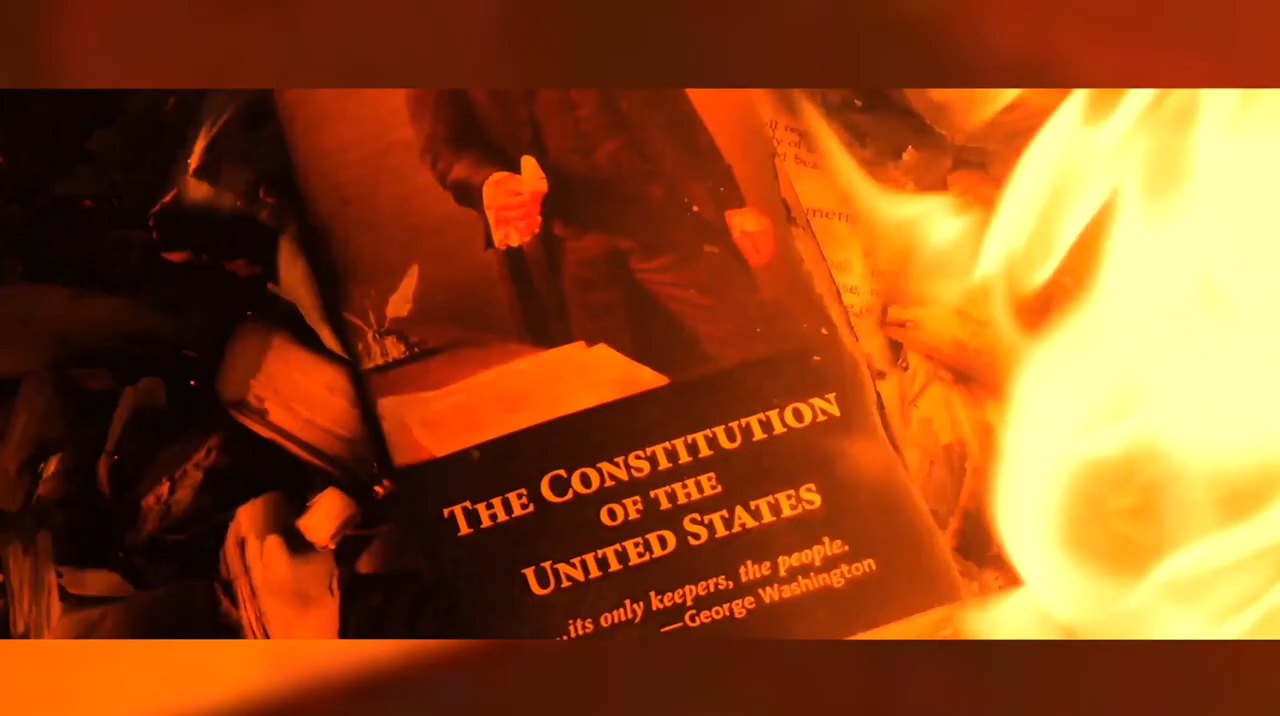 THE CONSTITUTION
OF THE
UNITED STATES
...its only keepers, the people.
—George Washington